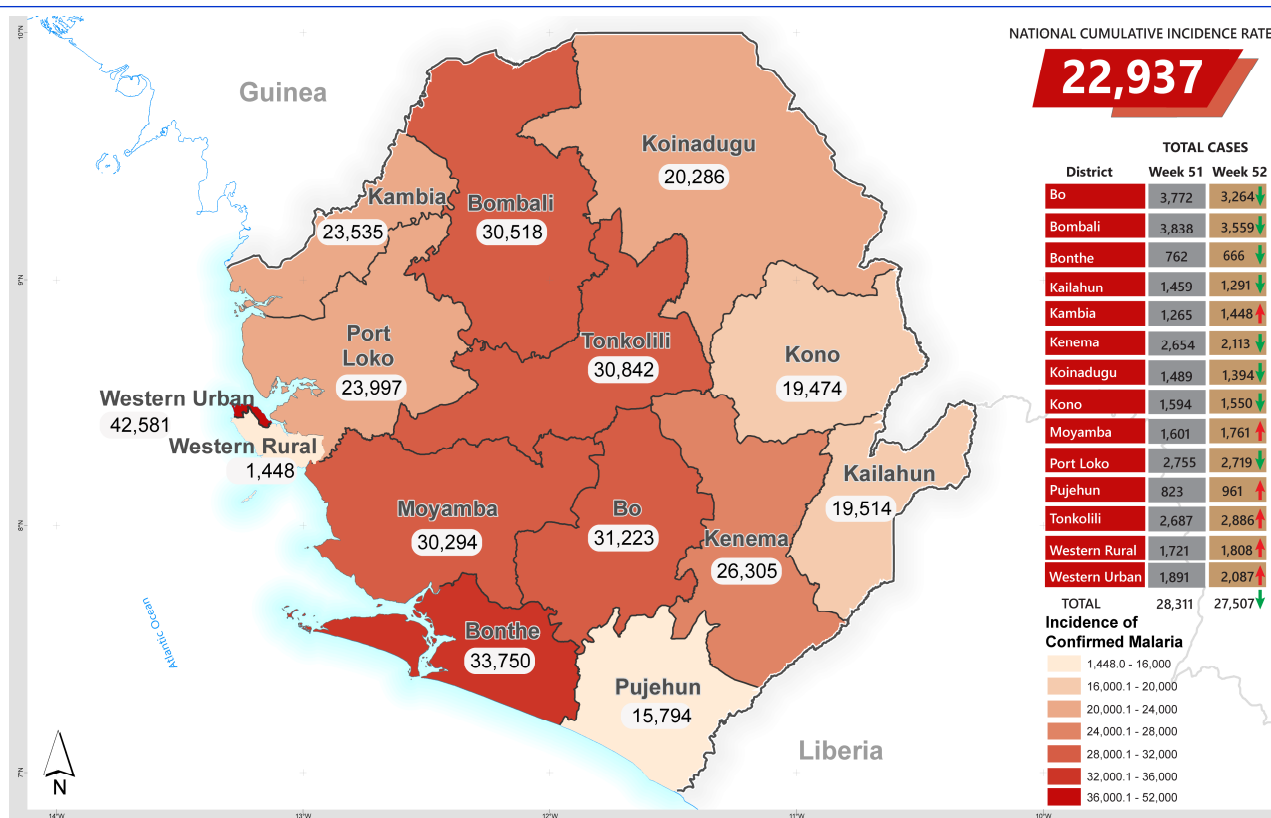 NATIONAL CUMULATIVE INCIDENCE RATE
22,937
TOTAL CASES
District Week 51 Week 52
Bo 3,772 3,264
Bombali 3,838 3,559
Bonthe 762 666
Kailahun 1,459 1,291
Kambia 1,265 1,448
Kenema 2,654 2,113
Koinadugu 1,489 1,394
Kono 1,594 1,550
Moyamba 1,601 1,761
Port Loko 2,755 2,719
Pujehun 823 961
Tonkolili 2,687 2,886
Western Rural 1,721 1,808
Western Urban 1,891 2,087
TOTAL 28,311 27,507
Incidence of
Confirmed Malaria
1,448.0 - 16,000
16,000.1 - 20,000
20,000.1 - 24,000
24,000.1 - 28,000
28,000.1 - 32,000
32,000.1 - 36,000
36,000.1 - 52,000
Guinea
Koinadugu
20,286
Kambia
23,535
Bombali
30,518
Port
Loko
23,997
Tonkolili
30,842
Kono
19,474
Western Urban
42,581
Western Rural
1,448
Kailahun
19,514
Moyamba
30,294
Bo
31,223
Kenema
26,305
Bonthe
33,750
Pujehun
15,794
Liberia
Atlantic Ocean
N
10°N
9°N
8°N
7°N
14°W
13°W
12°W
11°W
10°W